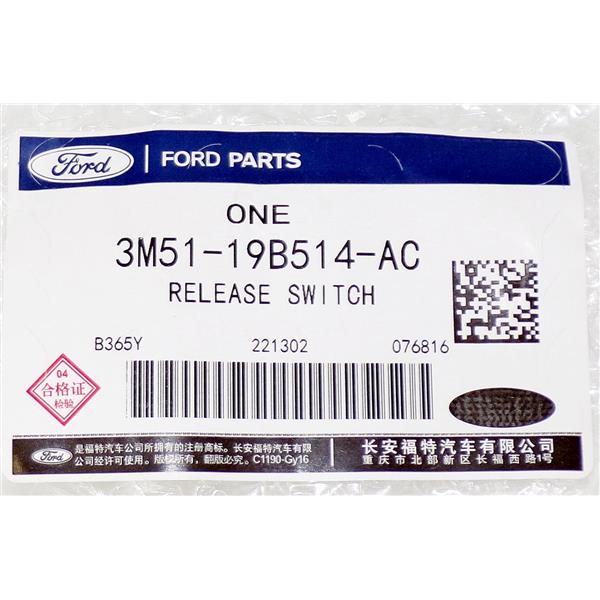 Ford FORD PARTS
ONE
3M51-19B514-AC
RELEASE SWITCH
B365Y 221302 076816
04
合格证
检验
Ford
是福特汽车公司所拥有的注册商标。长安福特汽车有限
公司经许可使用。版权所有，翻版必究。C1190-Gy16
长安福特汽车有限公司
重庆市北部新区长福西路1号